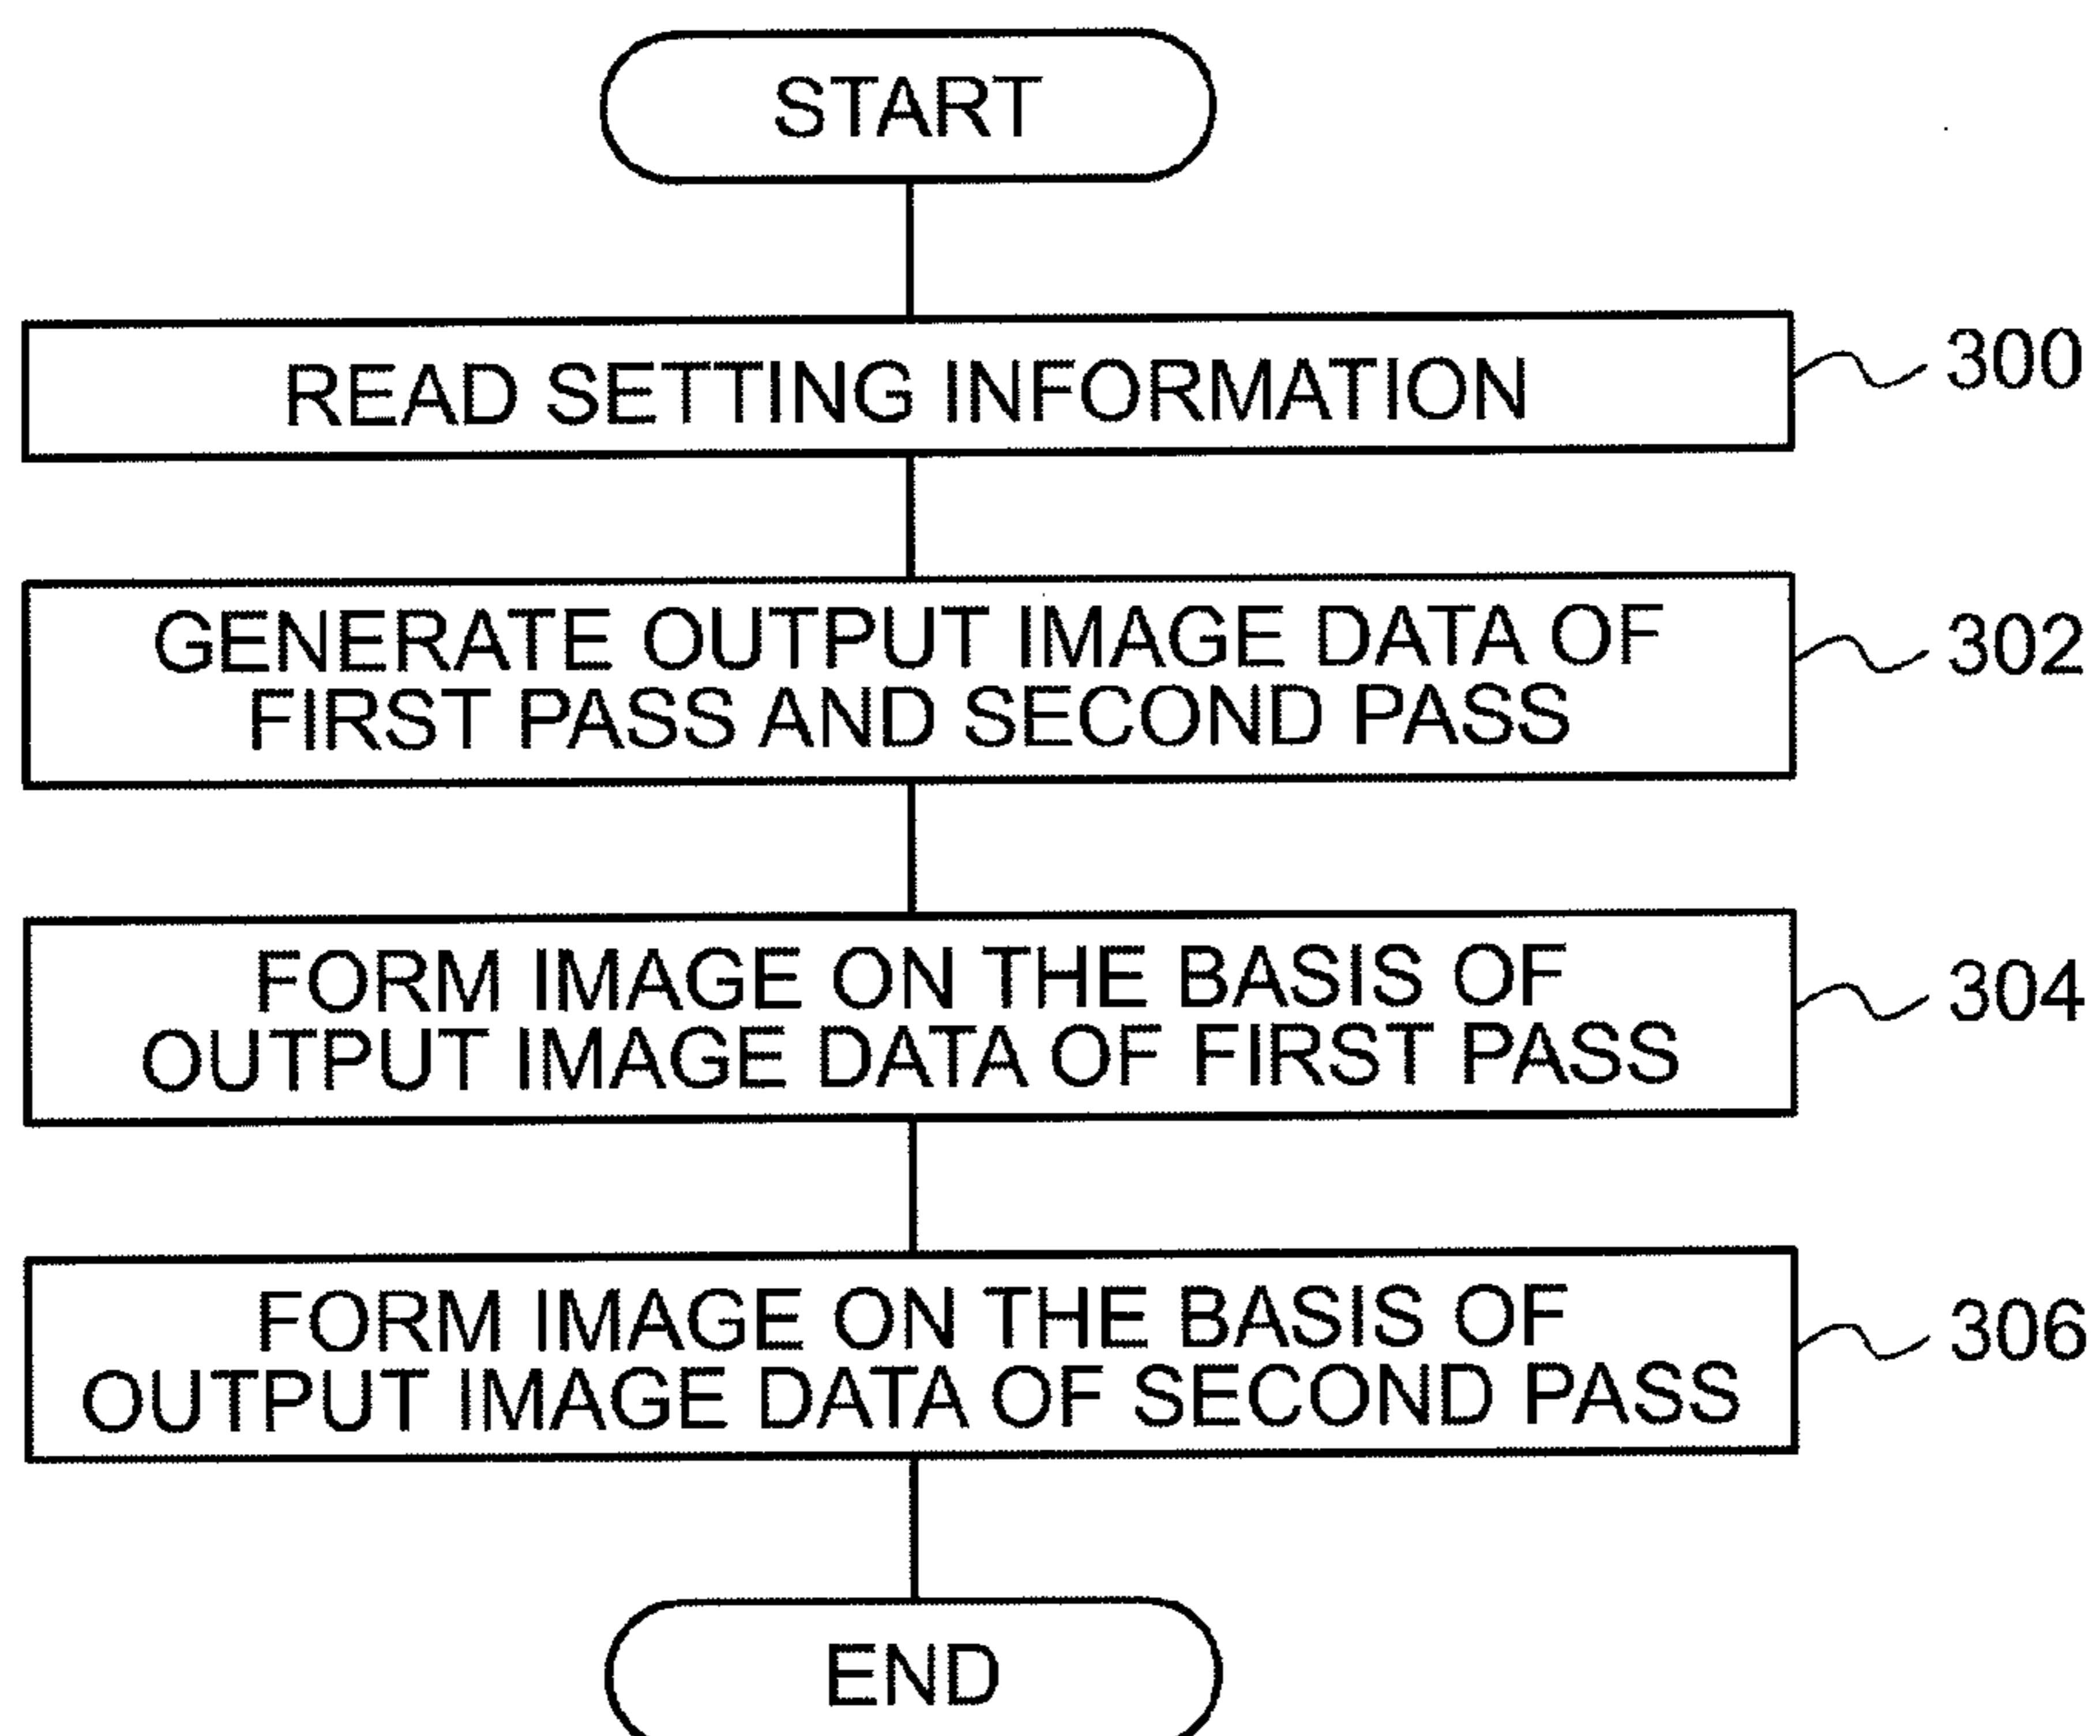 START
READ SETTING INFORMATION
300
GENERATE OUTPUT IMAGE DATA OF
FIRST PASS AND SECOND PASS
302
FORM IMAGE ON THE BASIS OF
OUTPUT IMAGE DATA OF FIRST PASS
304
FORM IMAGE ON THE BASIS OF
OUTPUT IMAGE DATA OF SECOND PASS
306
END